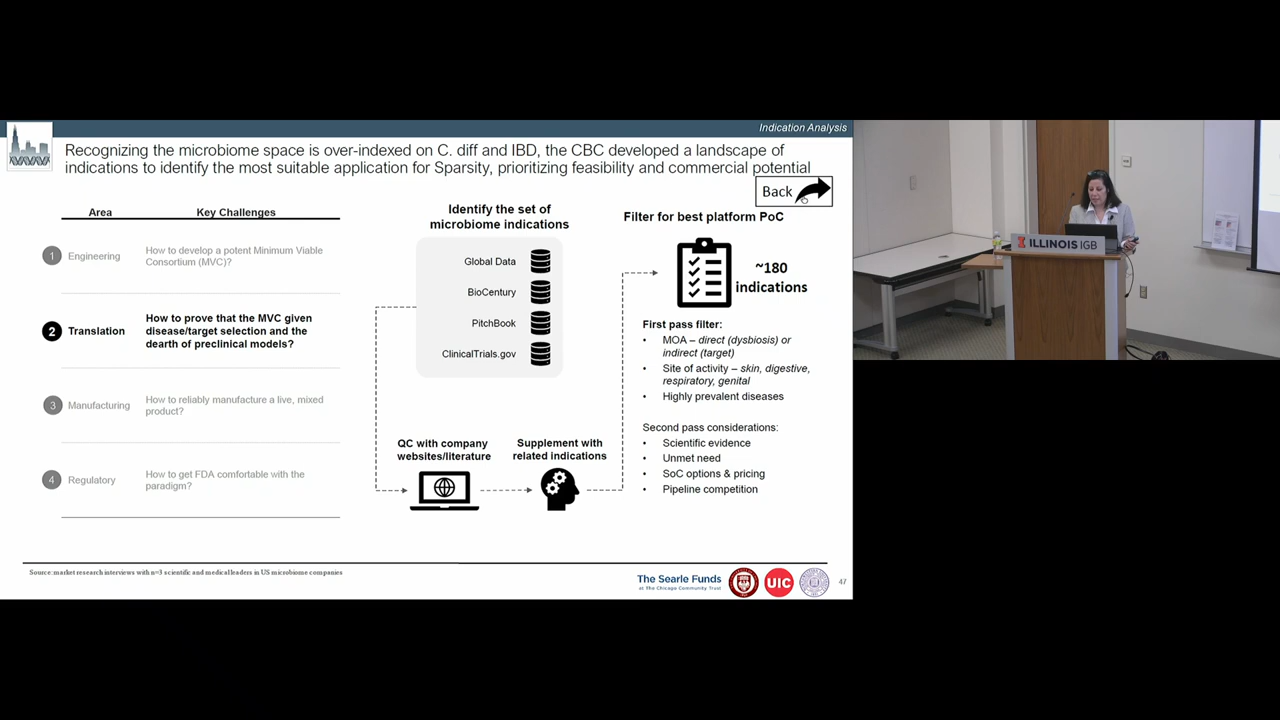 Indication Analysis
Recognizing the microbiome space is over-indexed on C. diff and IBD, the CBC developed a landscape of
indications to identify the most suitable application for Sparsity, prioritizing feasibility and commercial potential
Back
Area
Key Challenges
1
Engineering
How to develop a potent Minimum Viable
Consortium (MVC)?
2
Translation
How to prove that the MVC given
disease/target selection and the
dearth of preclinical models?
3
Manufacturing
How to reliably manufacture a live, mixed
product?
4
Regulatory
How to get FDA comfortable with the
paradigm?
Identify the set of
microbiome indications
Global Data
BioCentury
PitchBook
ClinicalTrials.gov
QC with company
websites/literature
Supplement with
related indications
Filter for best platform PoC
~180
indications
First pass filter:
• MOA – direct (dysbiosis) or
indirect (target)
• Site of activity – skin, digestive,
respiratory, genital
• Highly prevalent diseases
Second pass considerations:
• Scientific evidence
• Unmet need
• SoC options & pricing
• Pipeline competition
Source: market research interviews with n=3 scientific and medical leaders in US microbiome companies
The Searle Funds
at The Chicago Community Trust
UIC
47
I ILLINOIS IGB